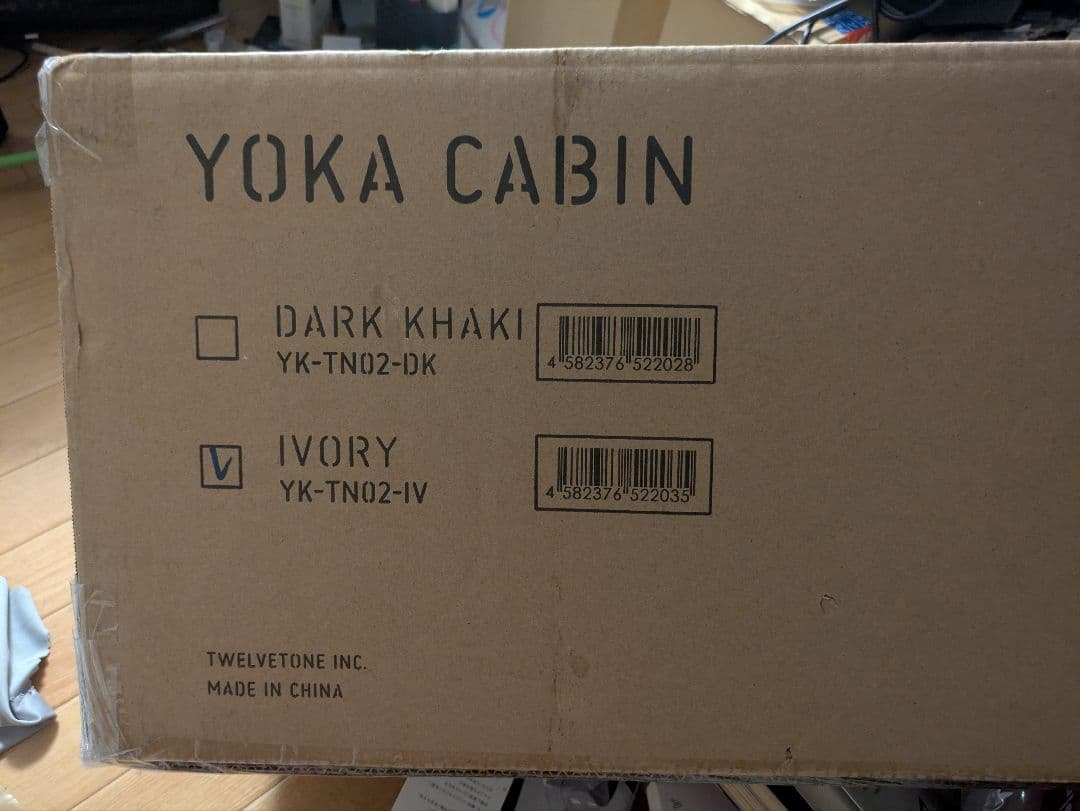 YOKA CABIN
DARK KHAKI
YK-TN02-DK
4 582376 522028
IVORY
YK-TN02-IV
4 582376 522035
TWELVETONE INC.
MADE IN CHINA